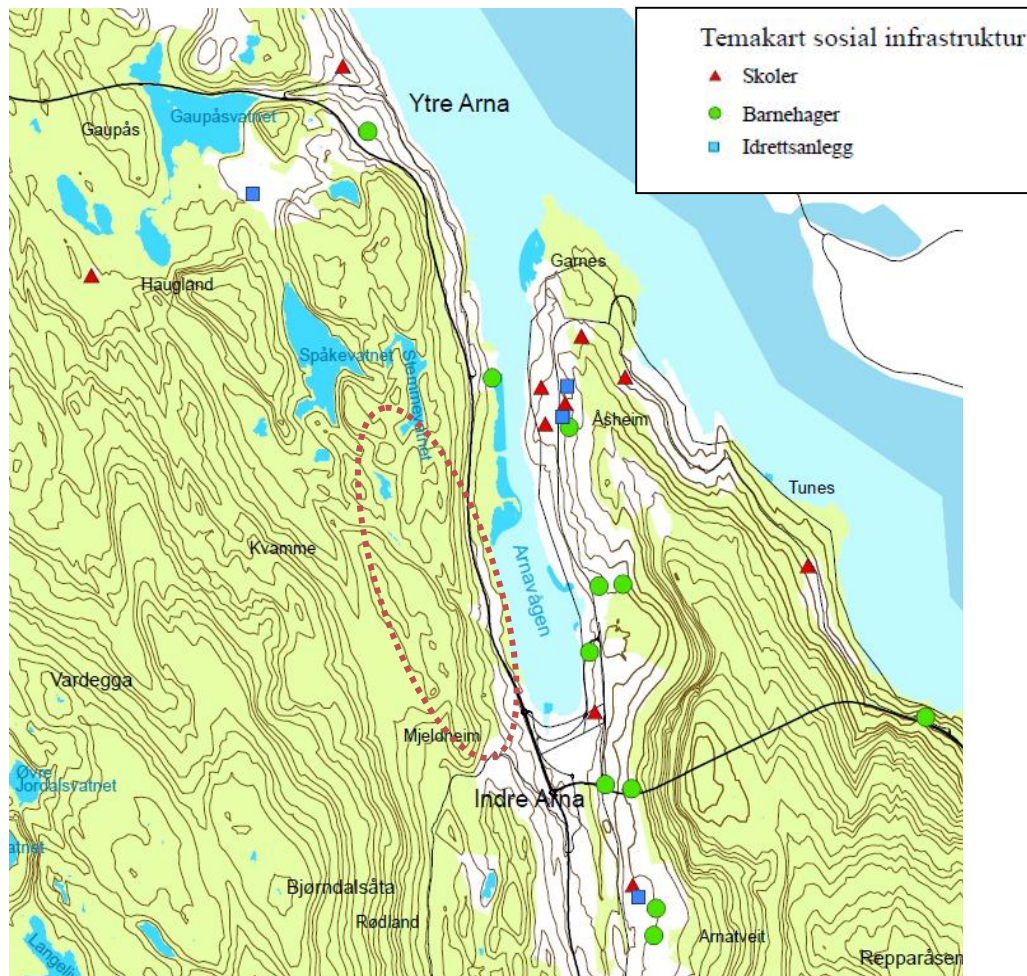 Temakart sosial infrastruktur
Skoler
Barnehager
Idrettsanlegg
Ytre Arna
Gaupåsvatnet
Gaupås
Haugland
Garnes
Spåkevatnet
Stemmevatnet
Åsheim
Tunes
Kvamme
Arnavågen
Vardegga
Mjeldheim
Øvre
Jordalsvatnet
Indre Arna
vatnet
Bjørndalsåta
Rødland
Arnatveit
Repparåsen